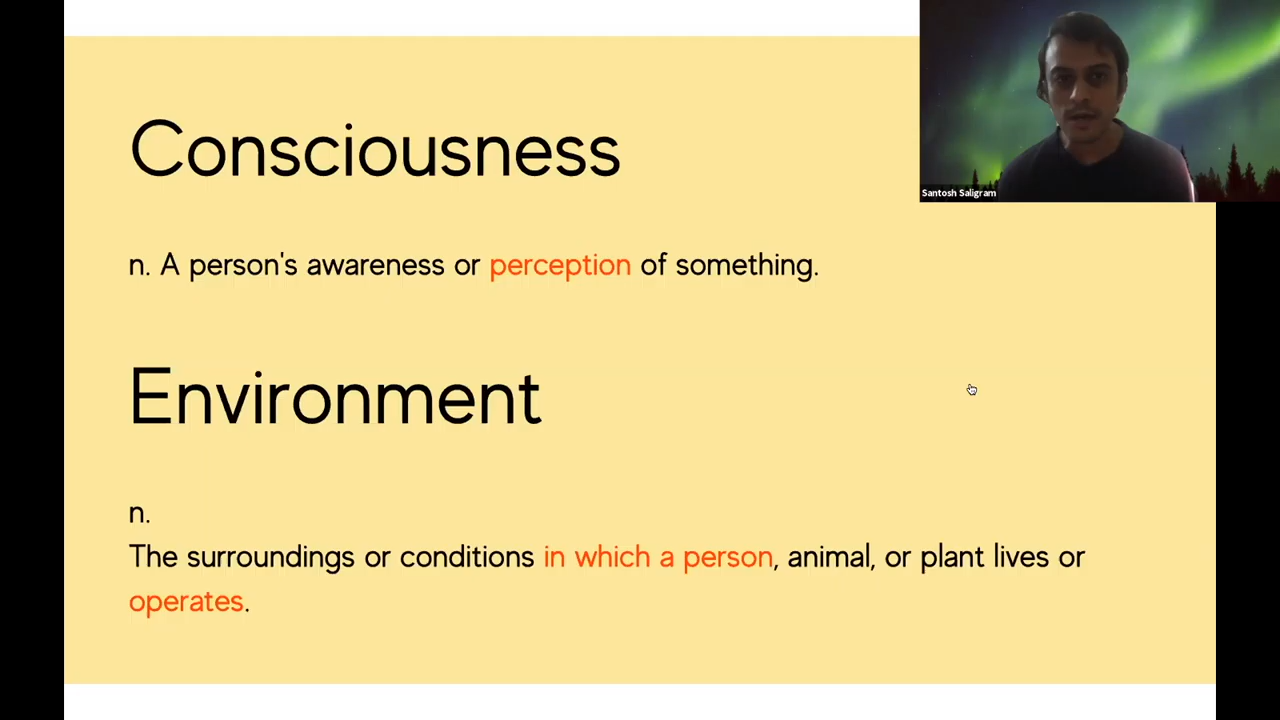 Consciousness
n. A person's awareness or perception of something.
Environment
n.
The surroundings or conditions in which a person, animal, or plant lives or
operates.
Santosh Saligram